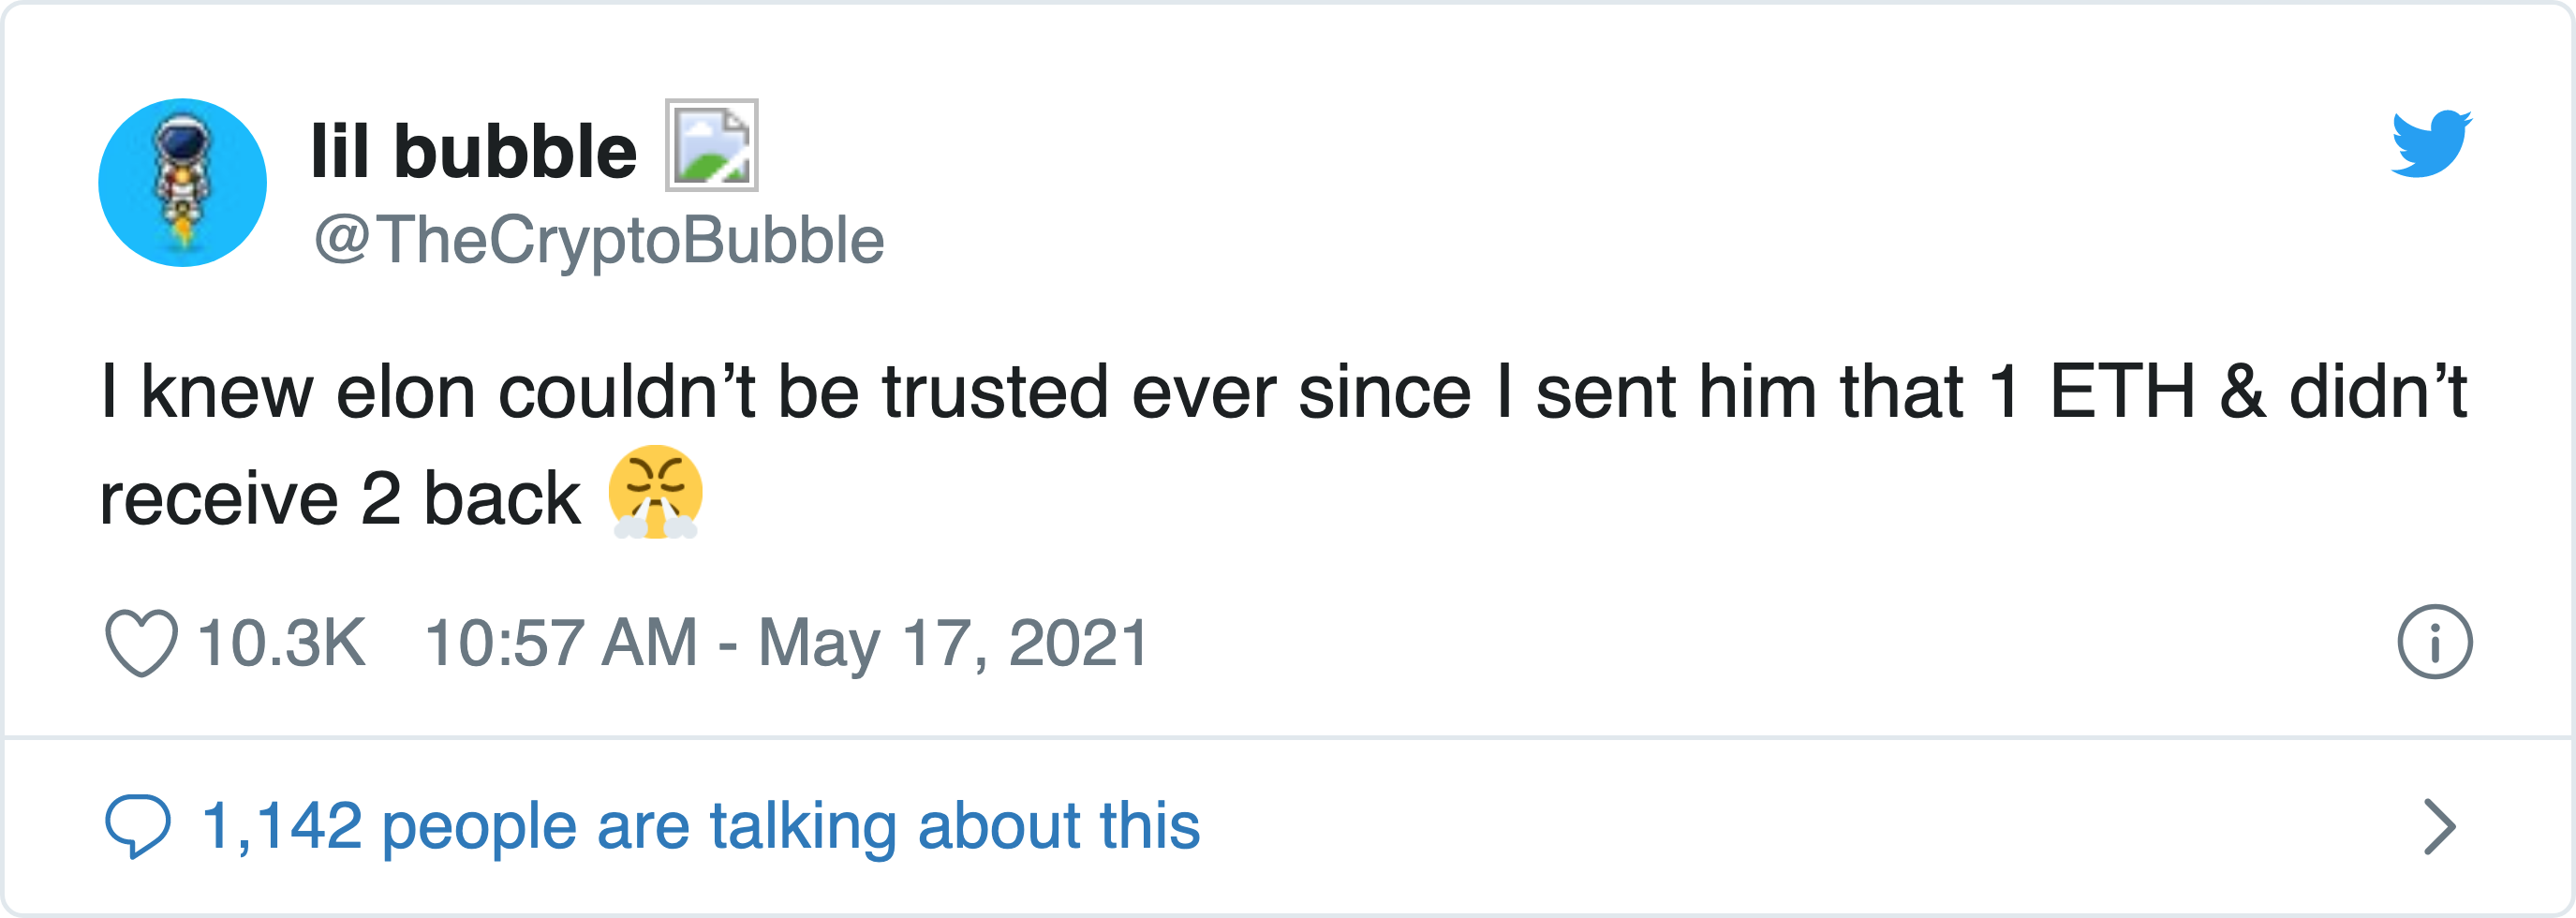 lil bubble
@TheCryptoBubble
I knew elon couldn’t be trusted ever since I sent him that 1 ETH & didn’t
receive 2 back 😤
10.3K 10:57 AM - May 17, 2021
1,142 people are talking about this